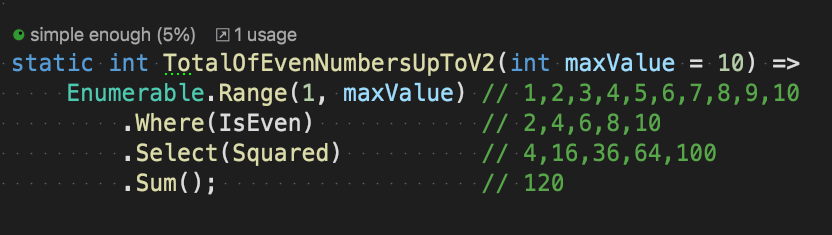 simple enough (5%) 1 usage
static int TotalOfEvenNumbersUpToV2(int maxValue = 10) =>
    Enumerable.Range(1, maxValue) // 1,2,3,4,5,6,7,8,9,10
        .Where(IsEven)            // 2,4,6,8,10
        .Select(Squared)          // 4,16,36,64,100
        .Sum();                   // 120